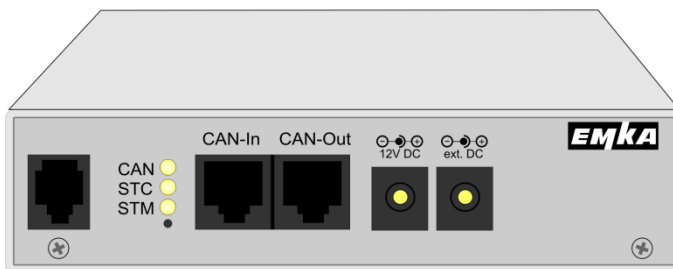 CAN-In CAN-Out
12V DC ext. DC
EMKA
CAN
STC
STM